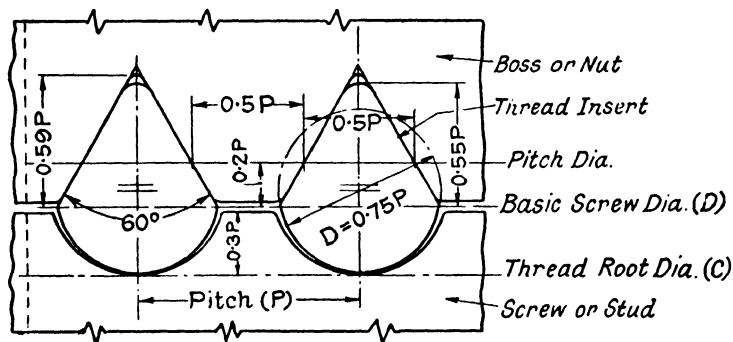 Boss or Nut
Thread Insert
0.5P
0.5P
0.59P
0.55P
0.2P
Pitch Dia.
60°
D=0.75P
Basic Screw Dia.(D)
0.3P
Thread Root Dia.(C)
Pitch (P)
Screw or Stud